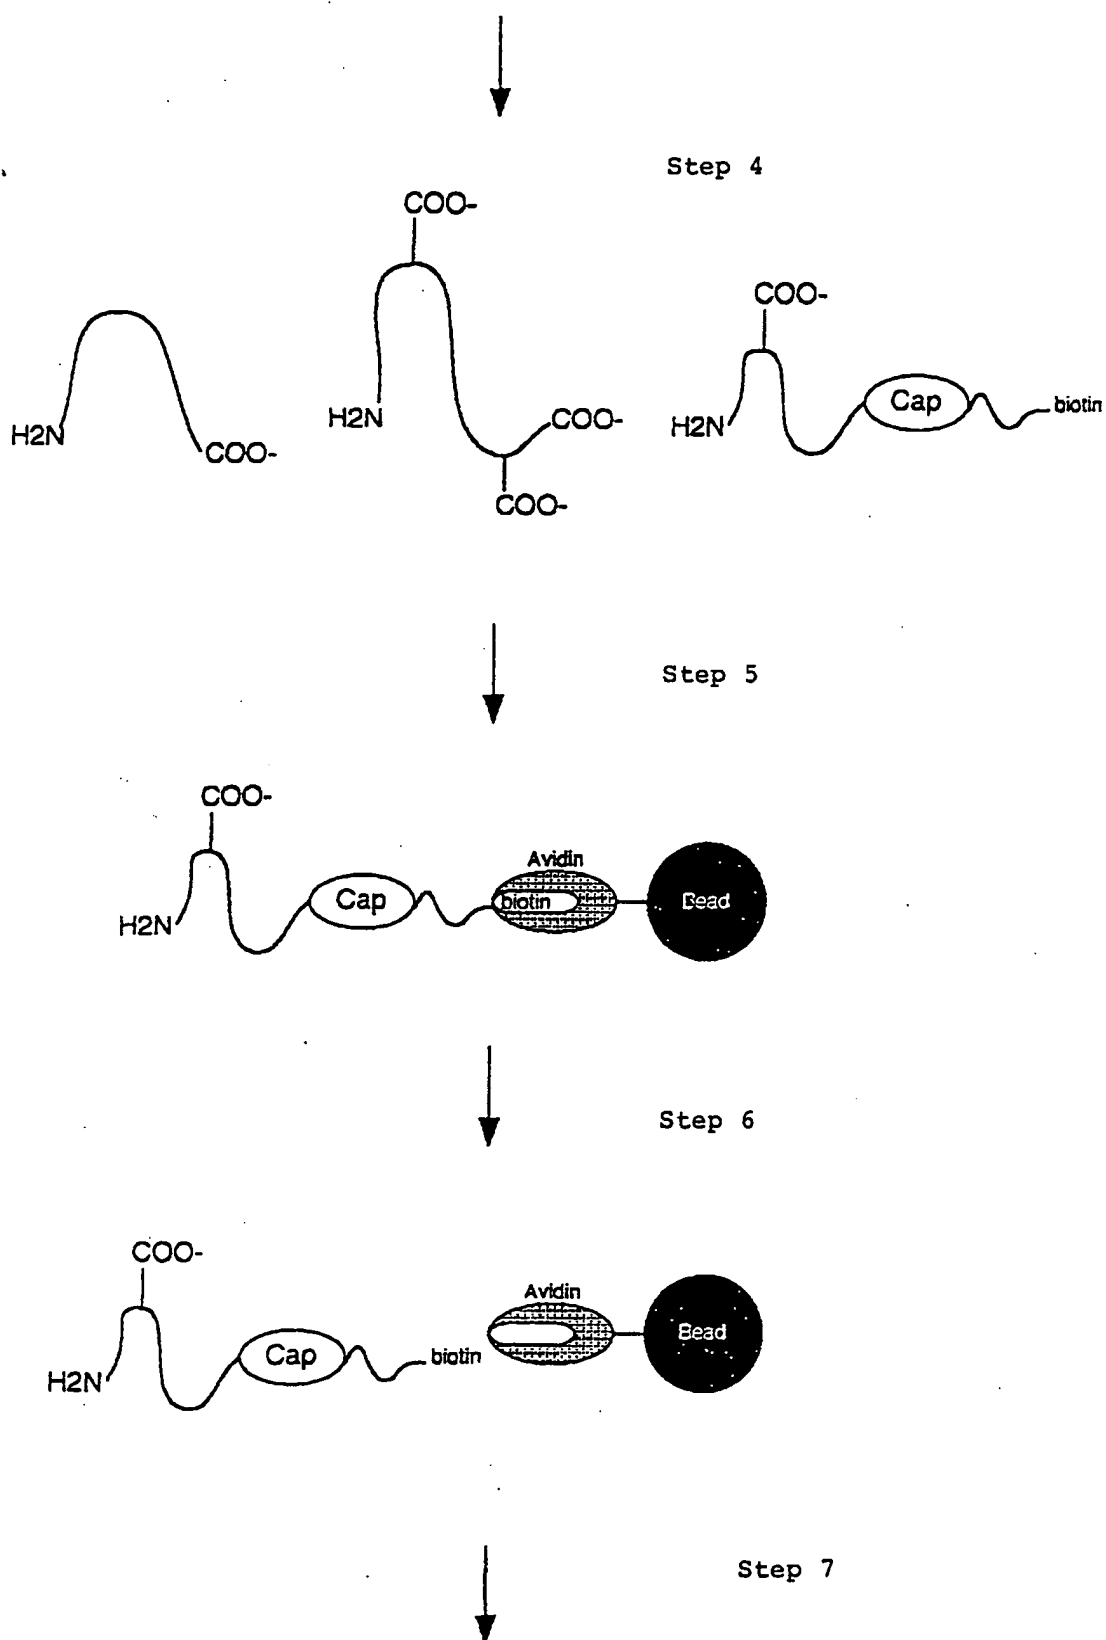 Step 4
COO-
COO-
H2N
COO-
H2N
COO-
COO-
H2N
Cap
biotin
Step 5
COO-
H2N
Cap
Avidin
biotin
Bead
Step 6
COO-
H2N
Cap
biotin
Avidin
Bead
Step 7